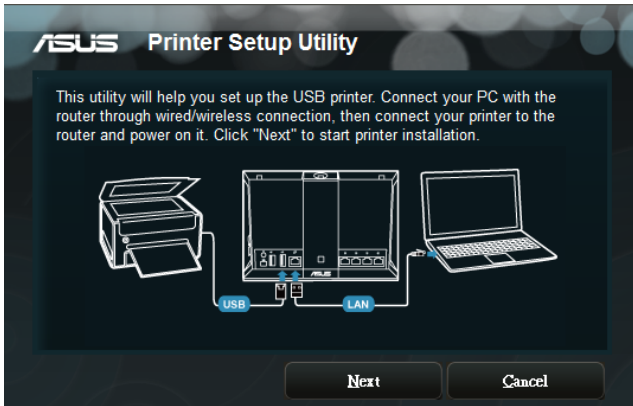 ASUS Printer Setup Utility
This utility will help you set up the USB printer. Connect your PC with the
router through wired/wireless connection, then connect your printer to the
router and power on it. Click "Next" to start printer installation.
ASUS
USB LAN
Next Cancel